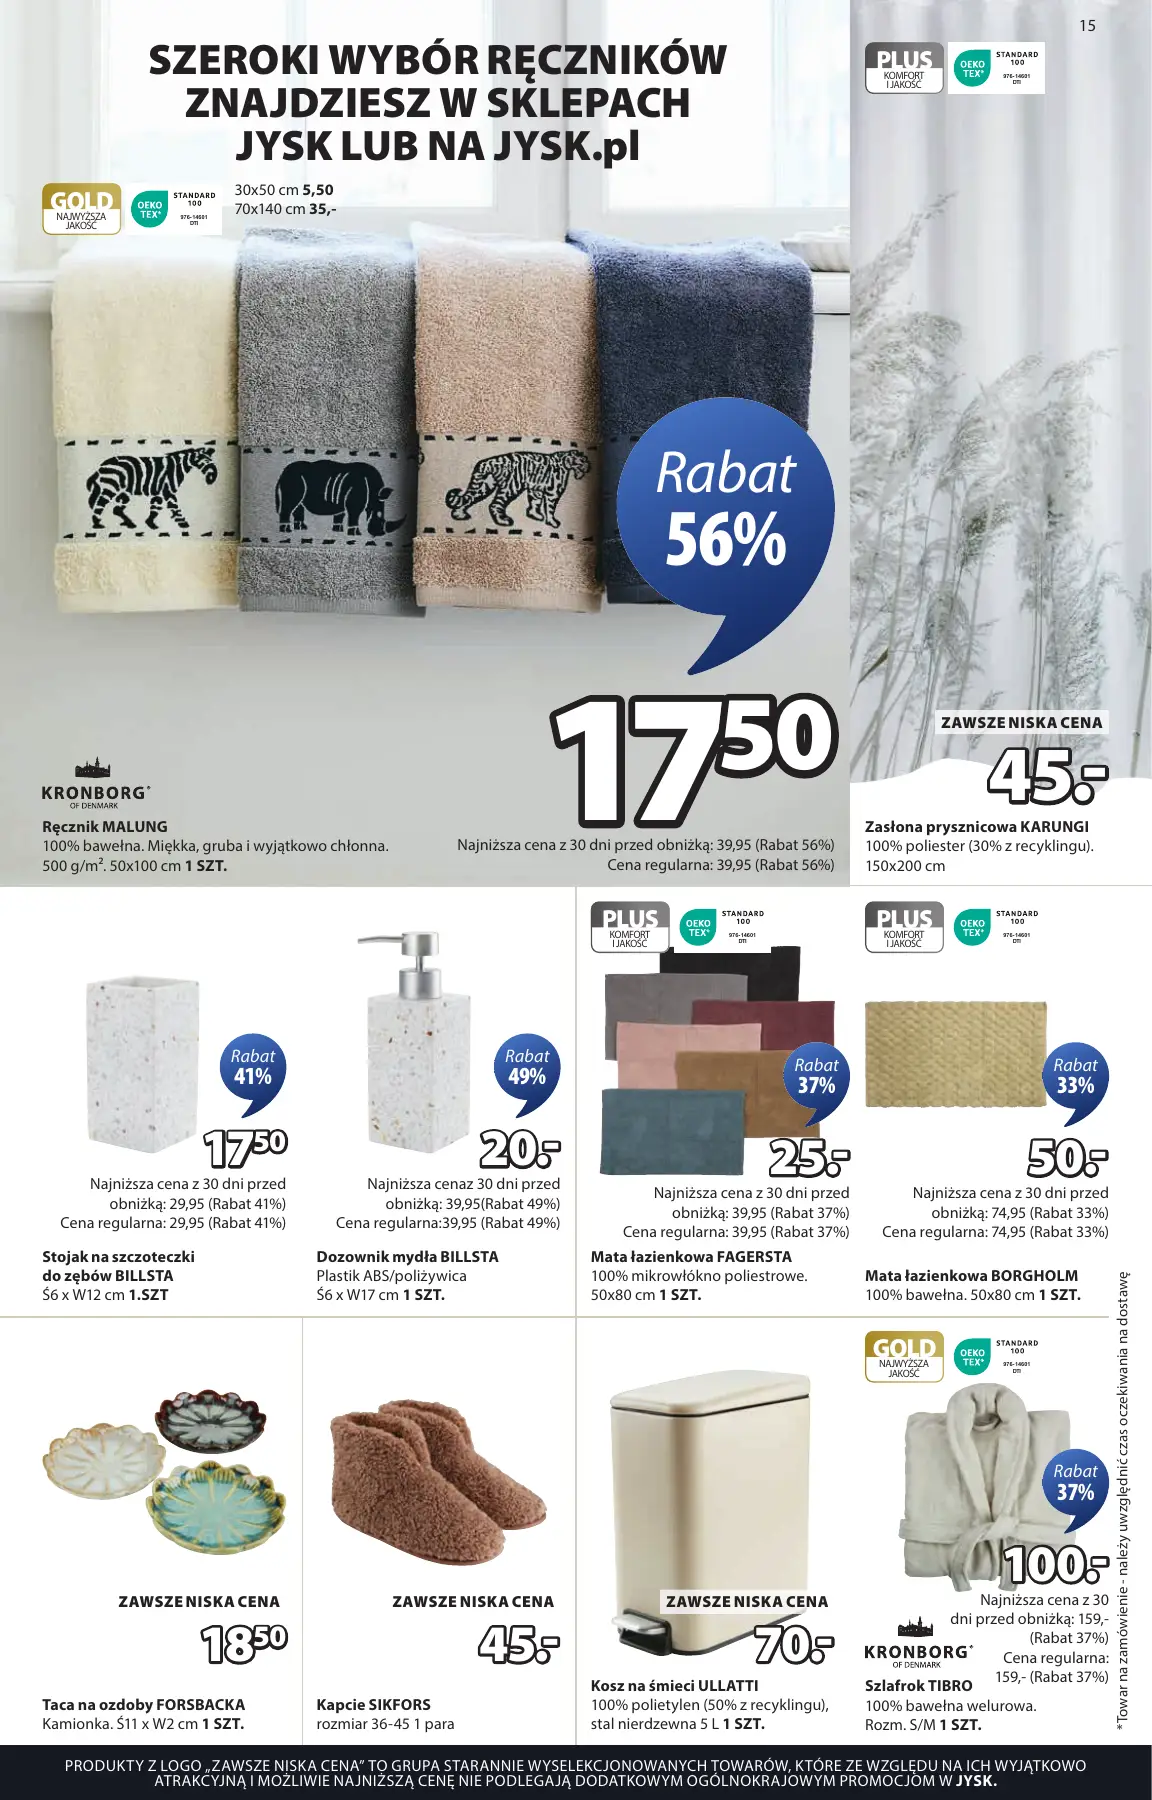 15
SZEROKI WYBÓR RĘCZNIKÓW
ZNAJDZIESZ W SKLEPACH
JYSK LUB NA JYSK.pl
GOLD
NAJWYŻSZA
JAKOŚĆ
OEKO
TEX®
STANDARD
100
976-14601
DTI
30x50 cm 5,50
70x140 cm 35,-
Rabat
56%
1750
KRONBORG®
OF DENMARK
Ręcznik MALUNG
100% bawełna. Miękka, gruba i wyjątkowo chłonna.
500 g/m². 50x100 cm 1 SZT.
Najniższa cena z 30 dni przed obniżką: 39,95 (Rabat 56%)
Cena regularna: 39,95 (Rabat 56%)
PLUS
KOMFORT
I JAKOŚĆ
OEKO
TEX®
STANDARD
100
976-14601
DTI
ZAWSZE NISKA CENA
45.-
Zasłona prysznicowa KARUNGI
100% poliester (30% z recyklingu).
150x200 cm
Rabat
41%
1750
Najniższa cena z 30 dni przed
obniżką: 29,95 (Rabat 41%)
Cena regularna: 29,95 (Rabat 41%)
Stojak na szczoteczki
do zębów BILLSTA
Ś6 x W12 cm 1.SZT
Rabat
49%
20.-
Najniższa cenaz 30 dni przed
obniżką: 39,95(Rabat 49%)
Cena regularna:39,95 (Rabat 49%)
Dozownik mydła BILLSTA
Plastik ABS/poliżywica
Ś6 x W17 cm 1 SZT.
PLUS
KOMFORT
I JAKOŚĆ
OEKO
TEX®
STANDARD
100
976-14601
DTI
Rabat
37%
25.-
Najniższa cena z 30 dni przed
obniżką: 39,95 (Rabat 37%)
Cena regularna: 39,95 (Rabat 37%)
Mata łazienkowa FAGERSTA
100% mikrowłókno poliestrowe.
50x80 cm 1 SZT.
PLUS
KOMFORT
I JAKOŚĆ
OEKO
TEX®
STANDARD
100
976-14601
DTI
Rabat
33%
50.-
Najniższa cena z 30 dni przed
obniżką: 74,95 (Rabat 33%)
Cena regularna: 74,95 (Rabat 33%)
Mata łazienkowa BORGHOLM
100% bawełna. 50x80 cm 1 SZT.
ZAWSZE NISKA CENA
1850
Taca na ozdoby FORSBACKA
Kamionka. Ś11 x W2 cm 1 SZT.
ZAWSZE NISKA CENA
45.-
Kapcie SIKFORS
rozmiar 36-45 1 para
ZAWSZE NISKA CENA
70.-
Kosz na śmieci ULLATTI
100% polietylen (50% z recyklingu),
stal nierdzewna 5 L 1 SZT.
GOLD
NAJWYŻSZA
JAKOŚĆ
OEKO
TEX®
STANDARD
100
976-14601
DTI
Rabat
37%
100.-
Najniższa cena z 30
dni przed obniżką: 159,-
(Rabat 37%)
Cena regularna:
159,- (Rabat 37%)
KRONBORG®
OF DENMARK
Szlafrok TIBRO
100% bawełna welurowa.
Rozm. S/M 1 SZT.
*Towar na zamówienie - należy uwzględnić czas oczekiwania na dostawę
PRODUKTY Z LOGO „ZAWSZE NISKA CENA” TO GRUPA STARANNIE WYSELEKCJONOWANYCH TOWARÓW, KTÓRE ZE WZGLĘDU NA ICH WYJĄTKOWO
ATRAKCYJNĄ I MOŻLIWIE NAJNIŻSZĄ CENĘ NIE PODLEGAJĄ DODATKOWYM OGÓLNOKRAJOWYM PROMOCJOM W JYSK.